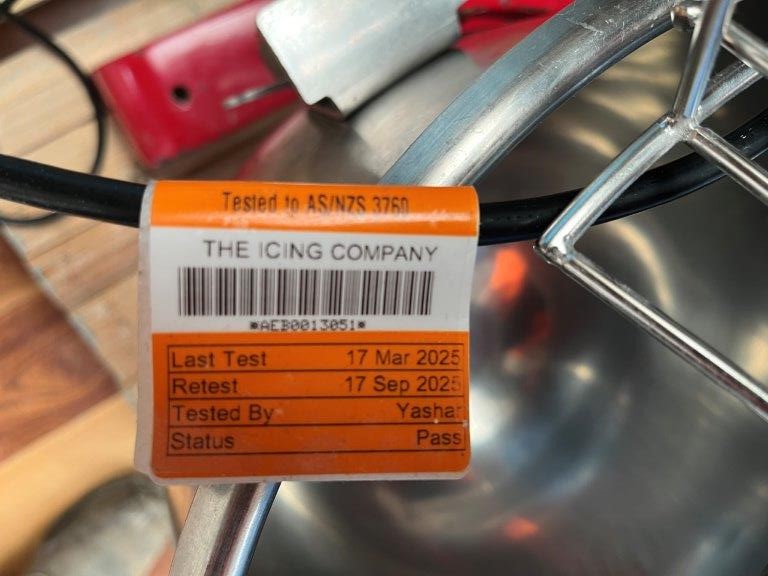 Tested to AS/NZS 3760
THE ICING COMPANY
*AEB0013051*
Last Test 17 Mar 2025
Retest 17 Sep 2025
Tested By Yashar
Status Pass